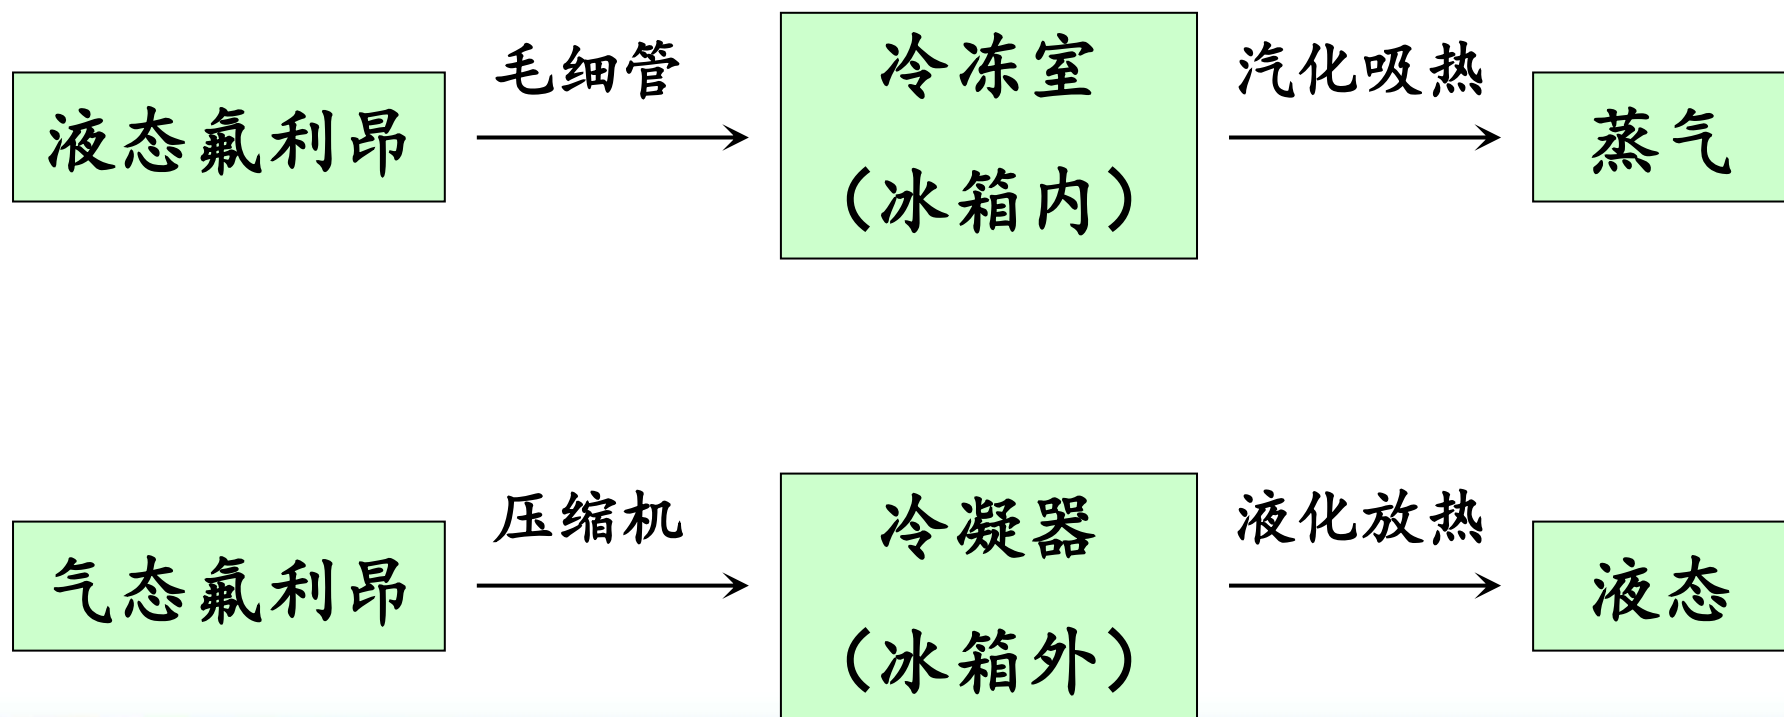 液态氟利昂
毛细管
冷冻室
（冰箱内）
汽化吸热
蒸气
气态氟利昂
压缩机
冷凝器
（冰箱外）
液化放热
液态